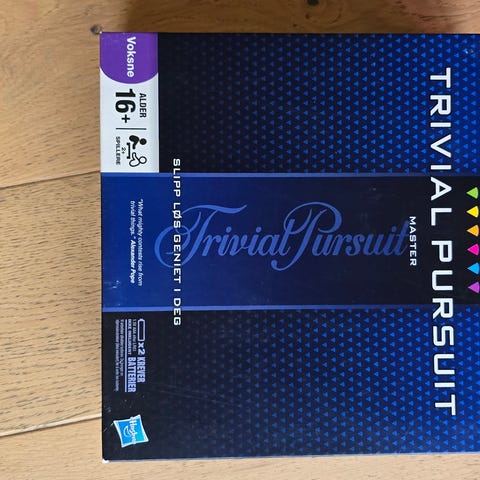 Voksne
ALDER
16+
2+
SPILLERE
TRIVIAL PURSUIT
MASTER
Trivial Pursuit
SLIPP LØS GENIET I DEG
"What mighty contests rise from
trivial things." Alexander Pope
x2 KREVER
BATTERIER
Hasbro